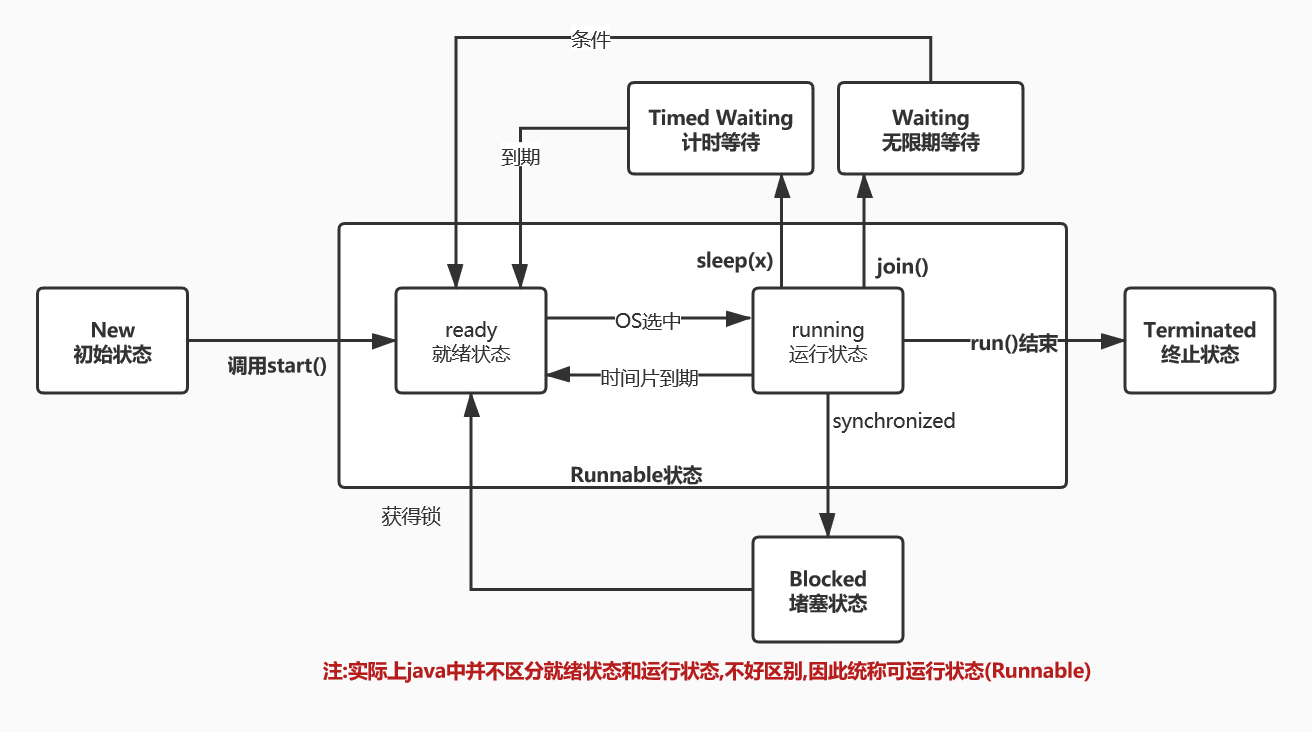 条件
Timed Waiting
计时等待
Waiting
无限期等待
到期
sleep(x)
join()
New
初始状态
调用start()
ready
就绪状态
OS选中
时间片到期
running
运行状态
run()结束
Terminated
终止状态
synchronized
Runnable状态
获得锁
Blocked
堵塞状态
注:实际上java中并不区分就绪状态和运行状态,不好区别,因此统称可运行状态(Runnable)